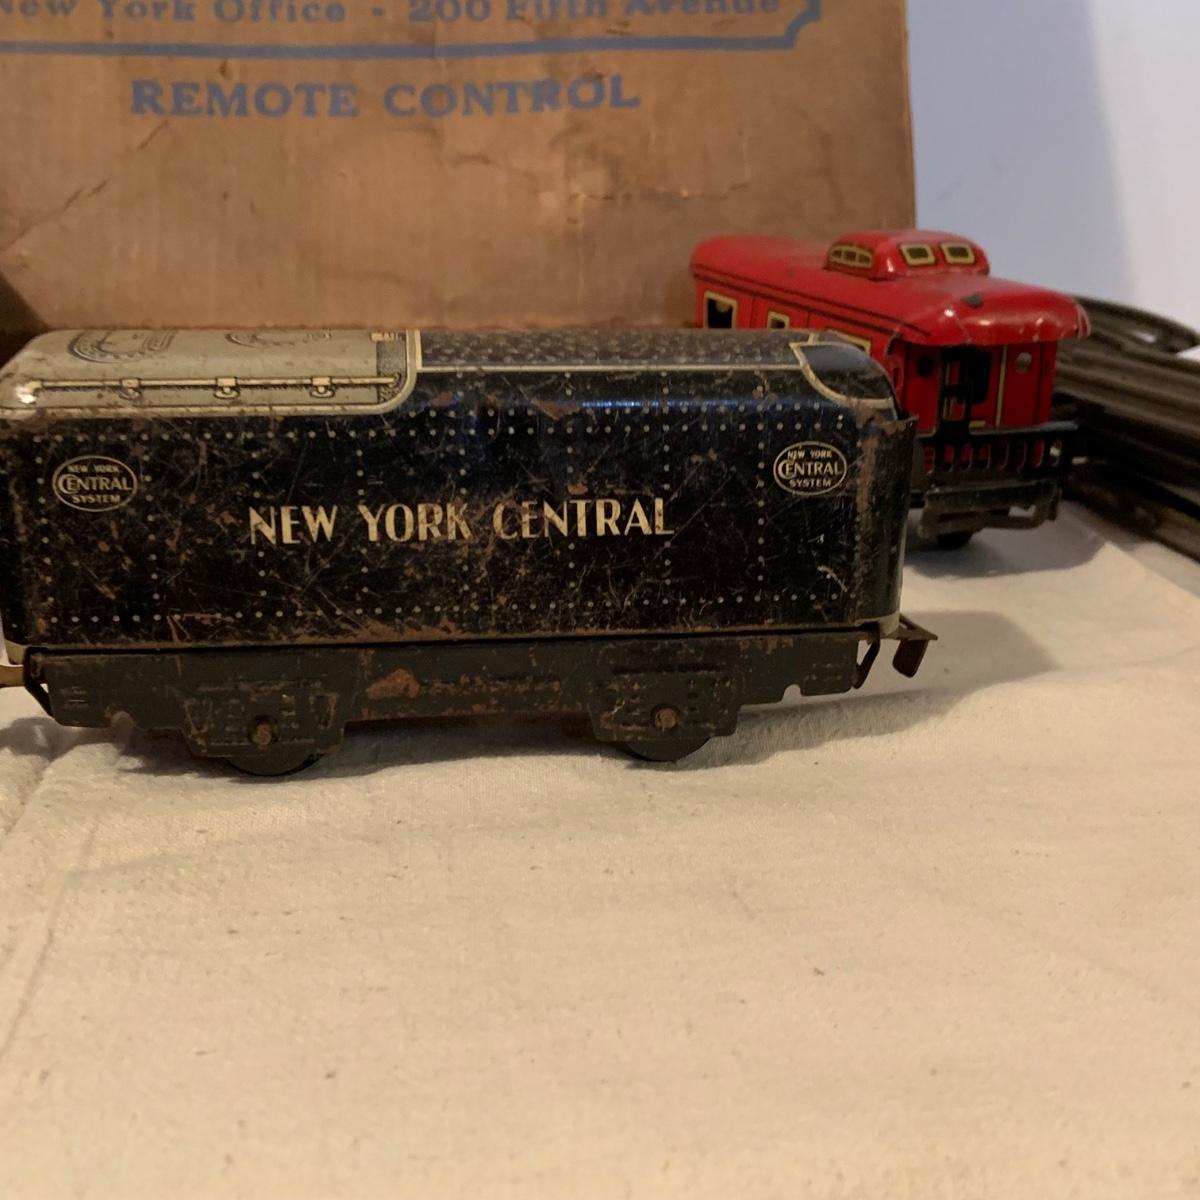 New York Office - 200 Fifth Avenue
REMOTE CONTROL
NEW YORK
CENTRAL
SYSTEM
NEW YORK CENTRAL
NEW YORK
CENTRAL
SYSTEM